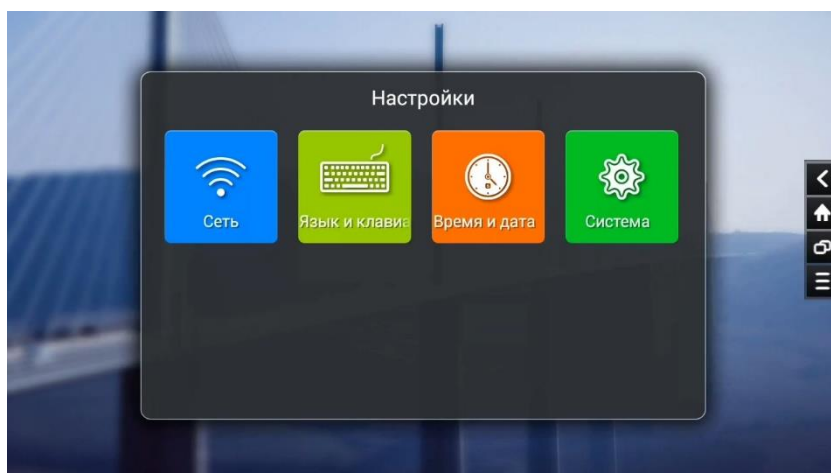 Настройки
Сеть
Язык и клавиа
Время и дата
Система